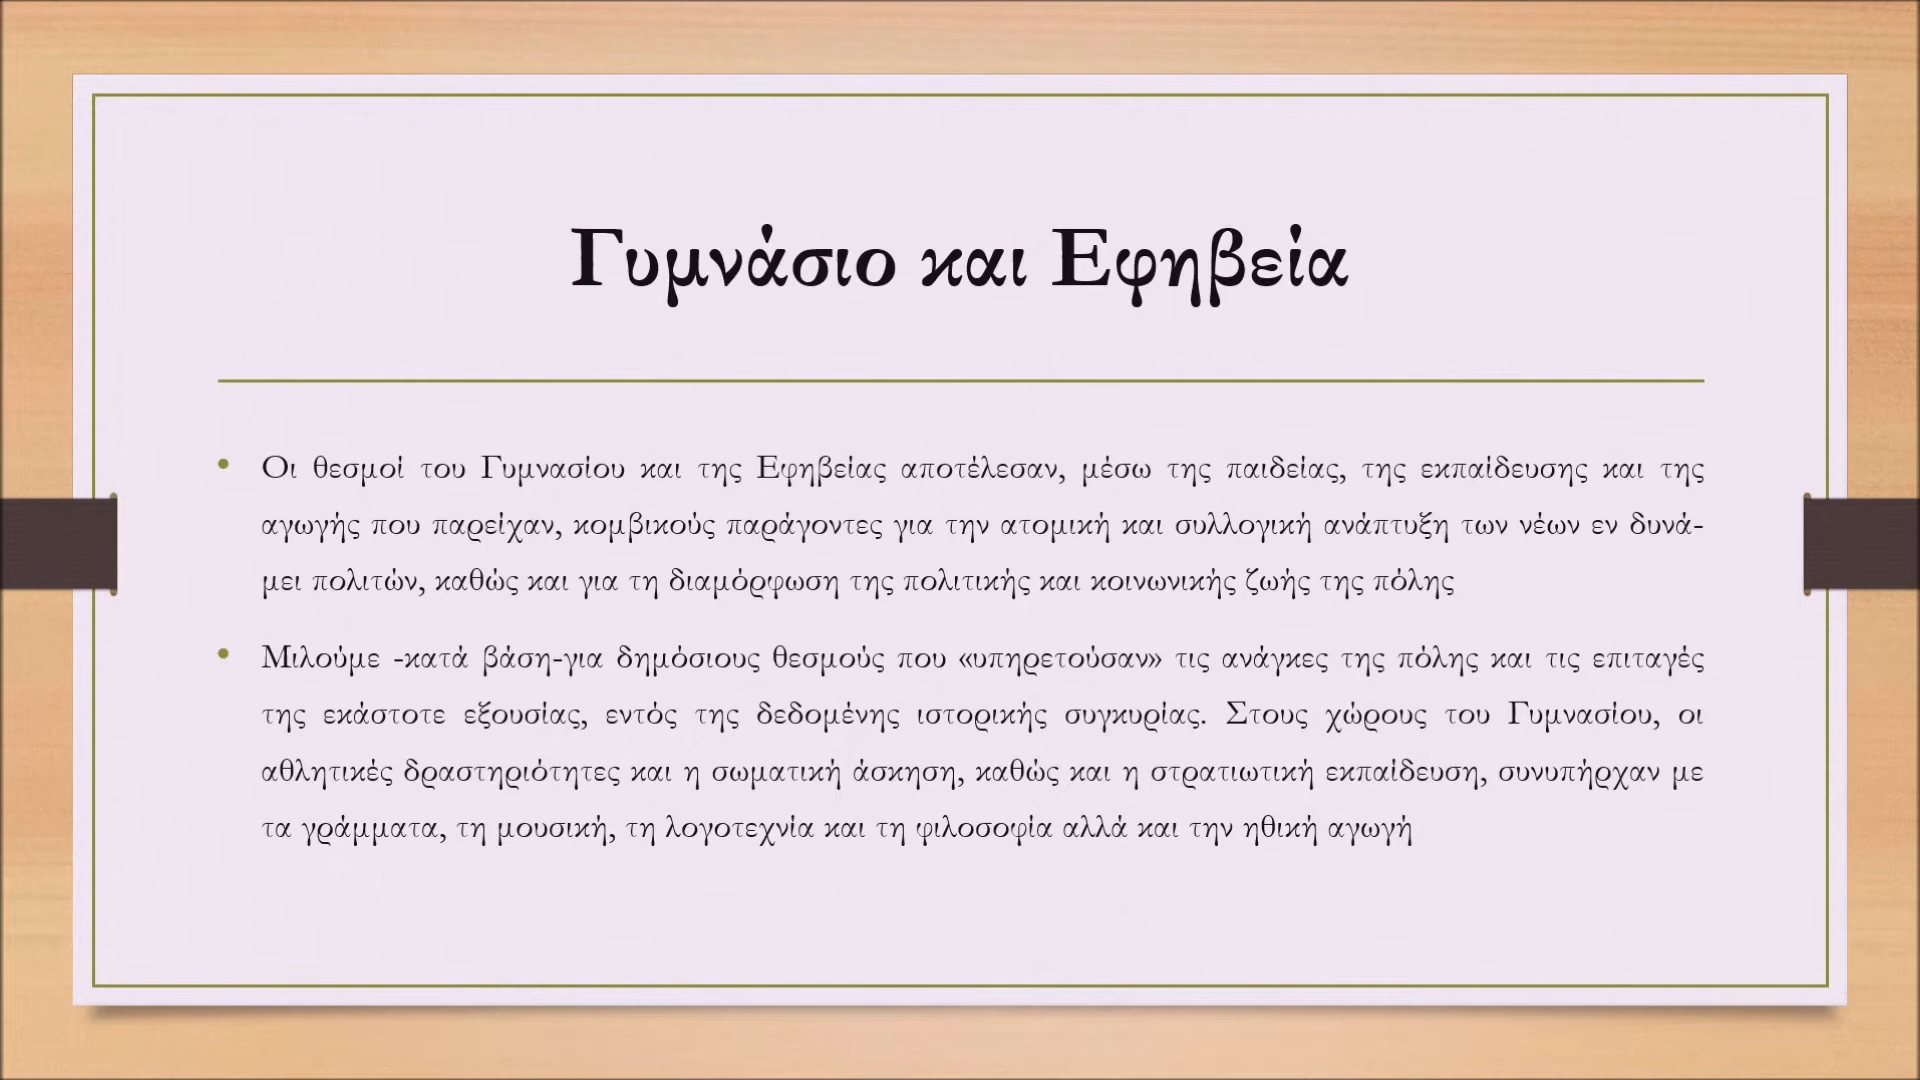 Γυμνάσιο και Εφηβεία
• Οι θεσμοί του Γυμνασίου και της Εφηβείας αποτέλεσαν, μέσω της παιδείας, της εκπαίδευσης και της
αγωγής που παρείχαν, κομβικούς παράγοντες για την ατομική και συλλογική ανάπτυξη των νέων εν δυνά-
μει πολιτών, καθώς και για τη διαμόρφωση της πολιτικής και κοινωνικής ζωής της πόλης
• Μιλούμε -κατά βάση-για δημόσιους θεσμούς που «υπηρετούσαν» τις ανάγκες της πόλης και τις επιταγές
της εκάστοτε εξουσίας, εντός της δεδομένης ιστορικής συγκυρίας. Στους χώρους του Γυμνασίου, οι
αθλητικές δραστηριότητες και η σωματική άσκηση, καθώς και η στρατιωτική εκπαίδευση, συνυπήρχαν με
τα γράμματα, τη μουσική, τη λογοτεχνία και τη φιλοσοφία αλλά και την ηθική αγωγή